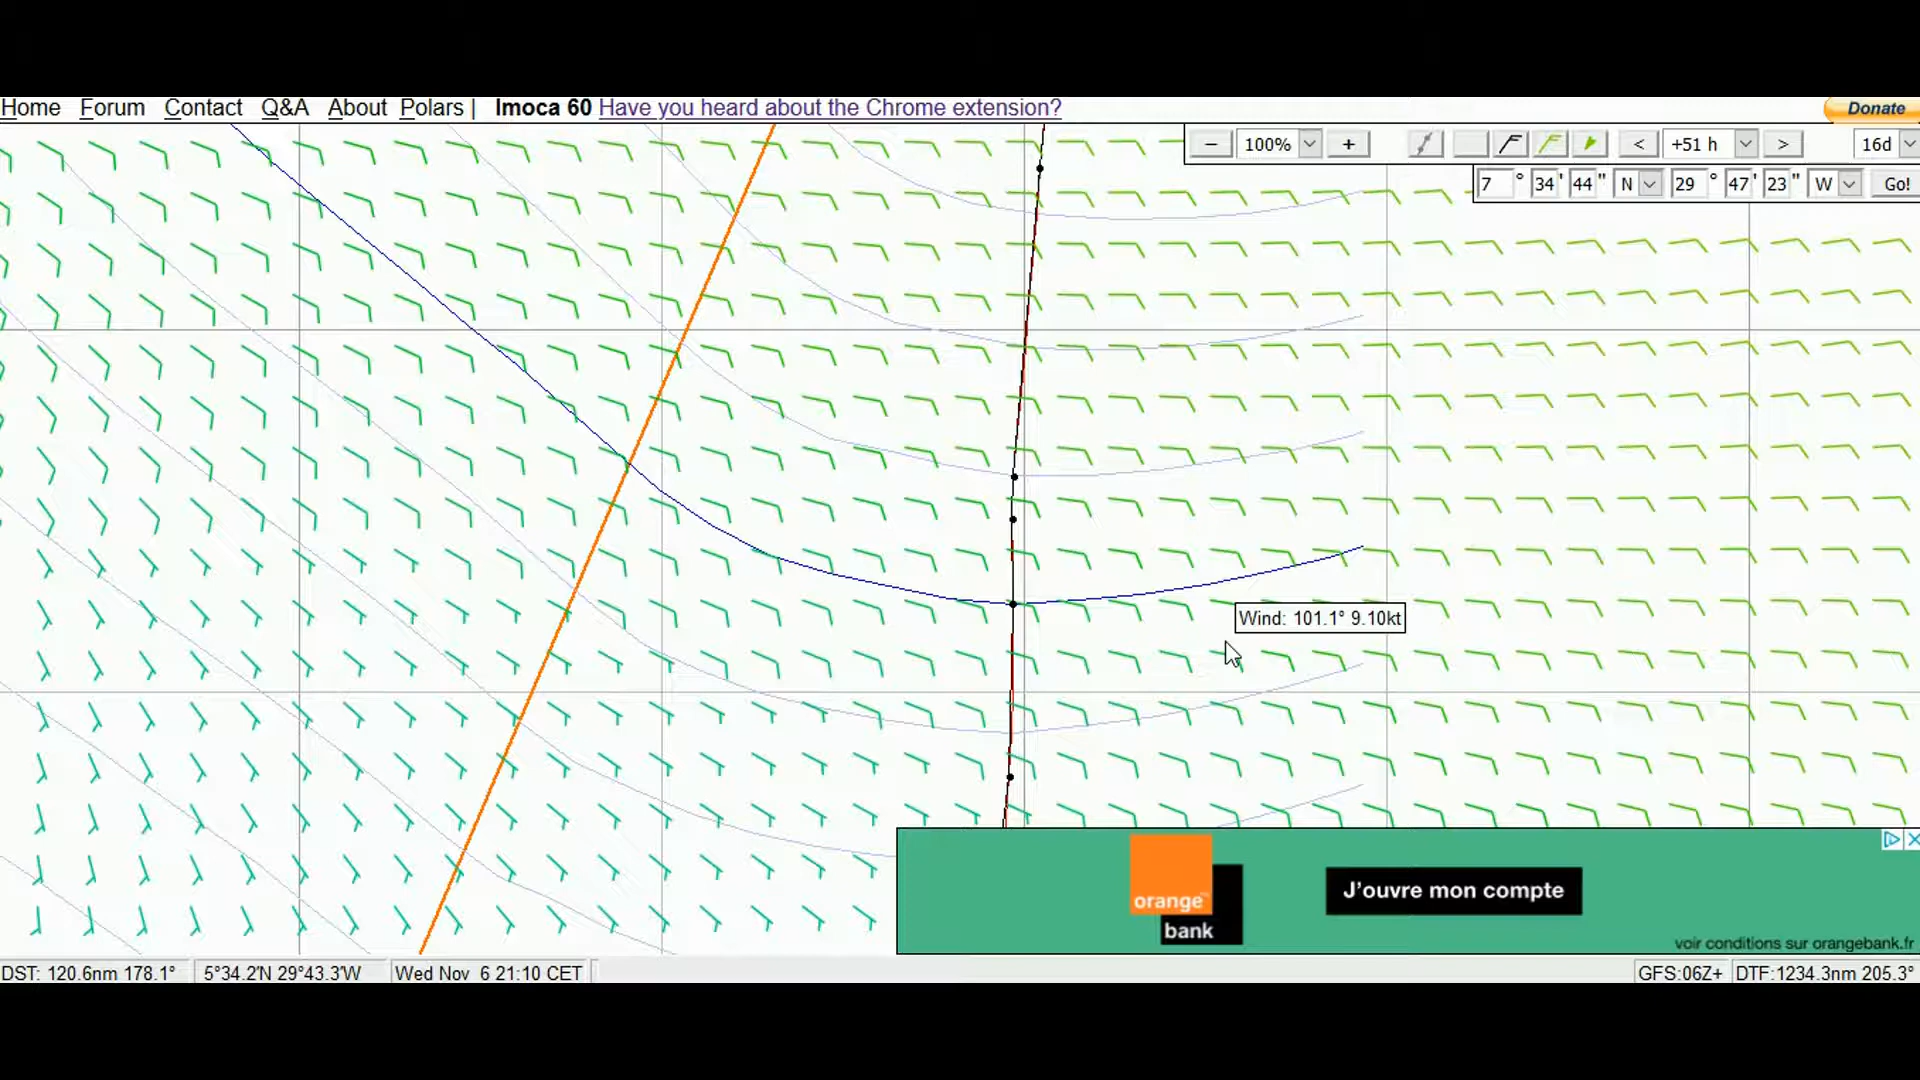 Home Forum Contact Q&A About Polars | Imoca 60 Have you heard about the Chrome extension? Donate
− 100% + < +51 h > 16d
7 ° 34' 44" N 29 ° 47' 23" W Go!
Wind: 101.1° 9.10kt
orange
bank
J'ouvre mon compte
voir conditions sur orangebank.fr
DST: 120.6nm 178.1° 5°34.2'N 29°43.3'W Wed Nov 6 21:10 CET GFS:06Z+ DTF:1234.3nm 205.3°